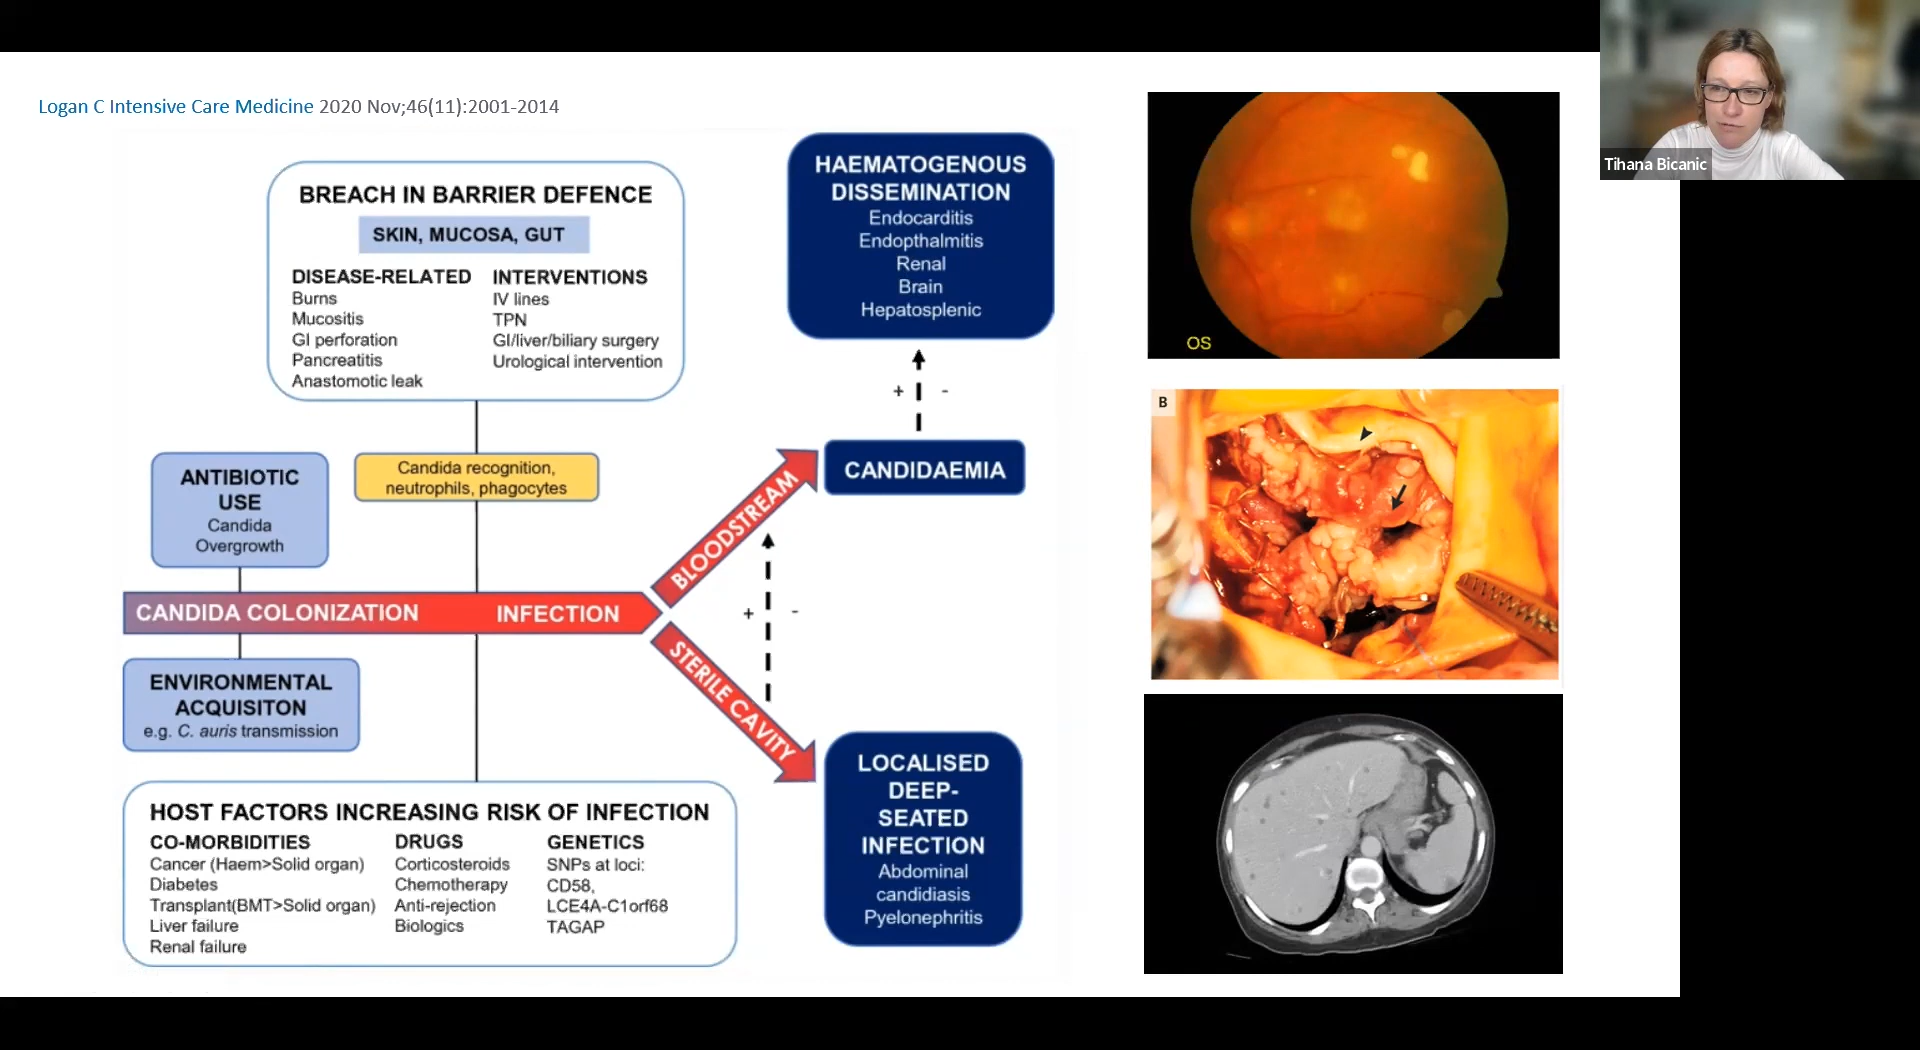 Logan C Intensive Care Medicine 2020 Nov;46(11):2001-2014
BREACH IN BARRIER DEFENCE
SKIN, MUCOSA, GUT
DISEASE-RELATED
Burns
Mucositis
GI perforation
Pancreatitis
Anastomotic leak
INTERVENTIONS
IV lines
TPN
GI/liver/biliary surgery
Urological intervention
ANTIBIOTIC
USE
Candida
Overgrowth
Candida recognition,
neutrophils, phagocytes
CANDIDA COLONIZATION
INFECTION
ENVIRONMENTAL
ACQUISITON
e.g. C. auris transmission
HOST FACTORS INCREASING RISK OF INFECTION
CO-MORBIDITIES
Cancer (Haem>Solid organ)
Diabetes
Transplant(BMT>Solid organ)
Liver failure
Renal failure
DRUGS
Corticosteroids
Chemotherapy
Anti-rejection
Biologics
GENETICS
SNPs at loci:
CD58,
LCE4A-C1orf68
TAGAP
BLOODSTREAM
STERILE CAVITY
+ -
HAEMATOGENOUS
DISSEMINATION
Endocarditis
Endopthalmitis
Renal
Brain
Hepatosplenic
+ -
CANDIDAEMIA
LOCALISED
DEEP-
SEATED
INFECTION
Abdominal
candidiasis
Pyelonephritis
OS
B
Tihana Bicanic